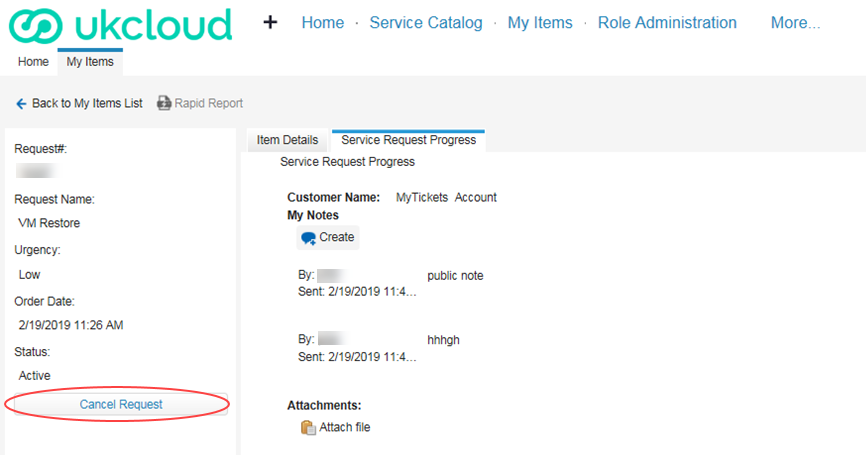 ukcloud + Home · Service Catalog · My Items · Role Administration More...
Home My Items
Back to My Items List Rapid Report
Request#:
Request Name:
VM Restore
Urgency:
Low
Order Date:
2/19/2019 11:26 AM
Status:
Active
Cancel Request
Item Details Service Request Progress
Service Request Progress
Customer Name: MyTickets Account
My Notes
Create
By: public note
Sent: 2/19/2019 11:4...
By: hhhgh
Sent: 2/19/2019 11:4...
Attachments:
Attach file